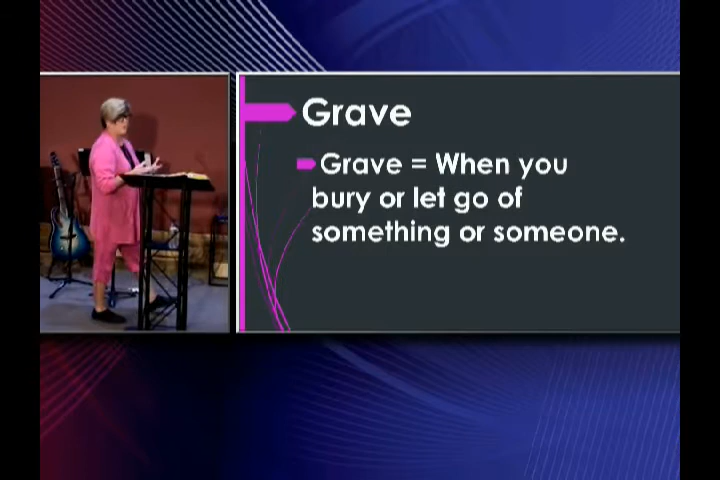 Grave
Grave = When you
bury or let go of
something or someone.